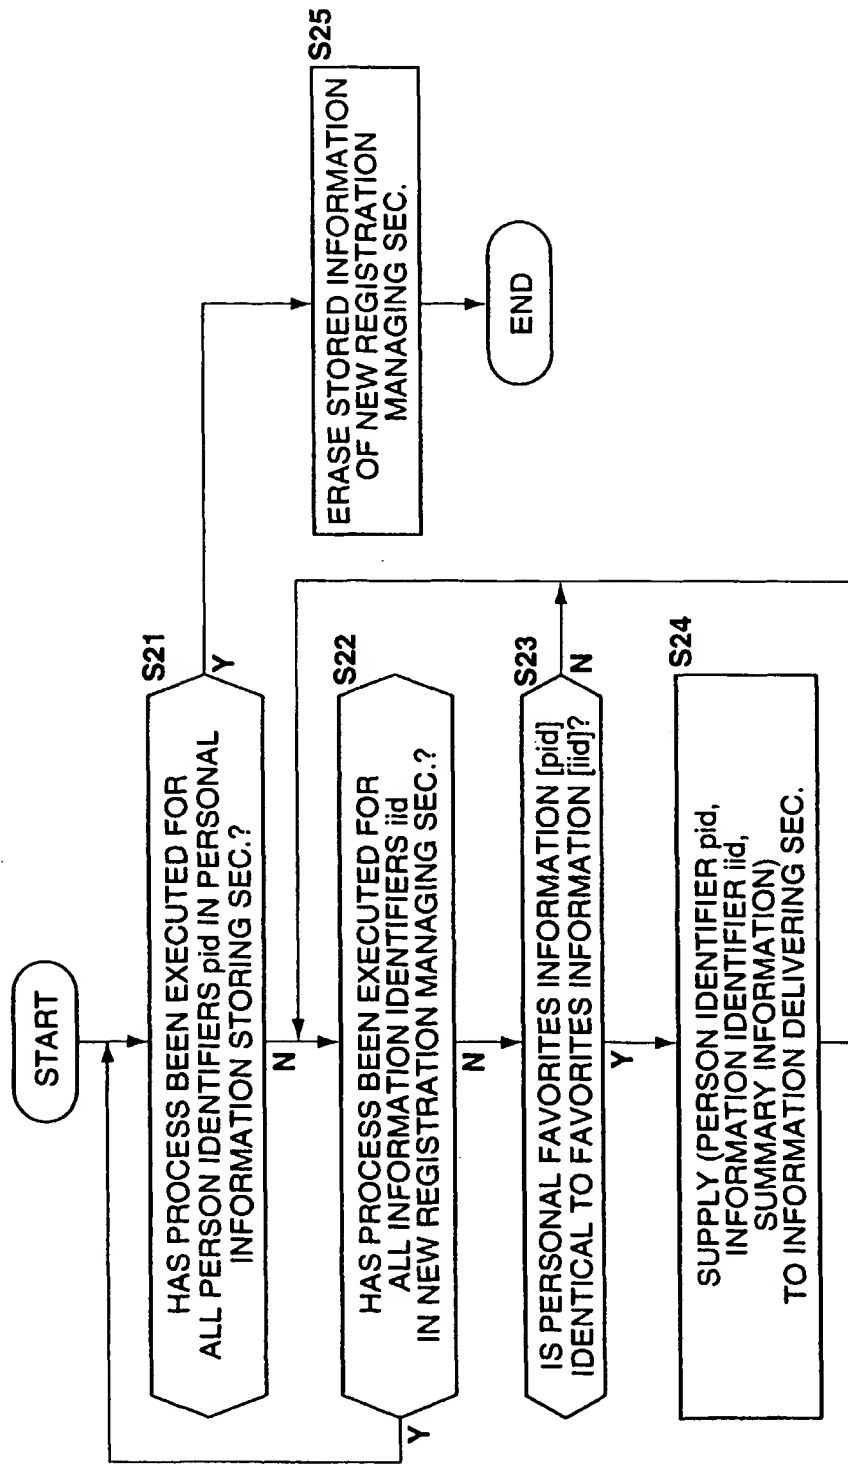 START
S21
HAS PROCESS BEEN EXECUTED FOR
ALL PERSON IDENTIFIERS pid IN PERSONAL
INFORMATION STORING SEC.?
Y
N
S22
HAS PROCESS BEEN EXECUTED FOR
ALL INFORMATION IDENTIFIERS iid
IN NEW REGISTRATION MANAGING SEC.?
Y
N
S23
IS PERSONAL FAVORITES INFORMATION [pid]
IDENTICAL TO FAVORITES INFORMATION [iid]?
N
Y
S24
SUPPLY (PERSON IDENTIFIER pid,
INFORMATION IDENTIFIER iid,
SUMMARY INFORMATION)
TO INFORMATION DELIVERING SEC.
S25
ERASE STORED INFORMATION
OF NEW REGISTRATION
MANAGING SEC.
END